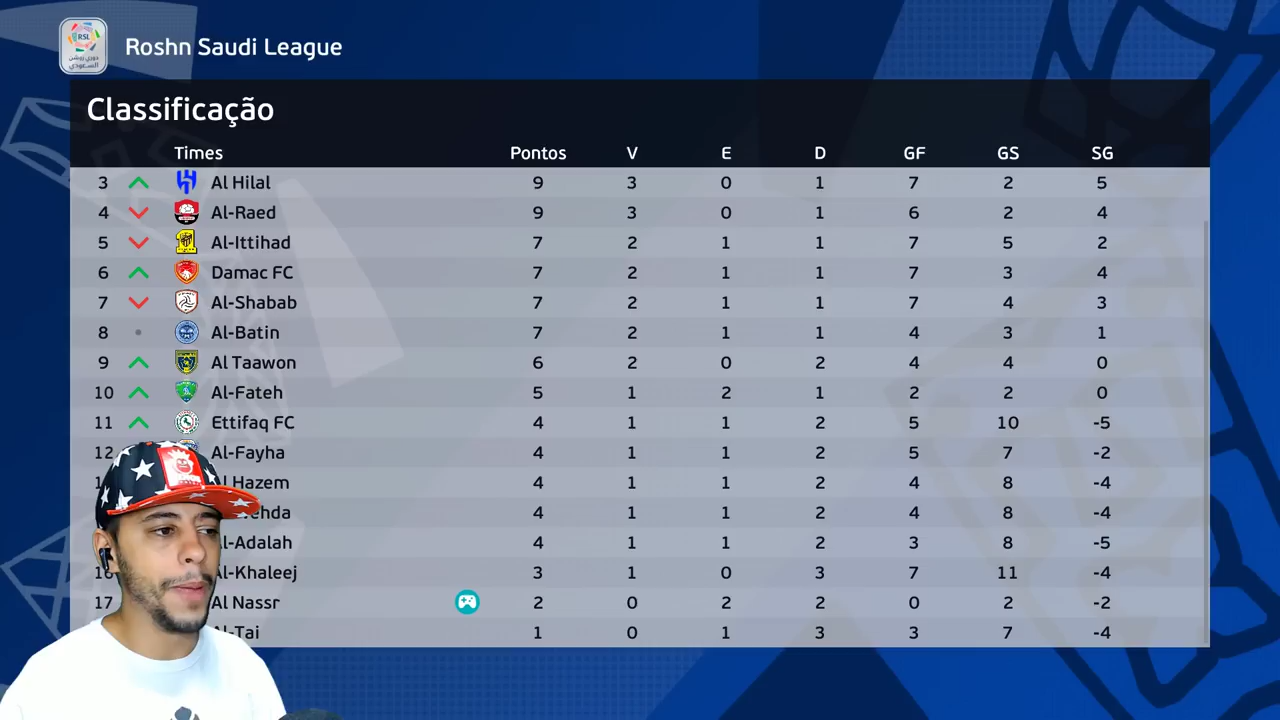 RSL
دوري روشن
السعودي
Roshn Saudi League
Classificação
Times Pontos V E D GF GS SG
3 Al Hilal 9 3 0 1 7 2 5
4 Al-Raed 9 3 0 1 6 2 4
5 Al-Ittihad 7 2 1 1 7 5 2
6 Damac FC 7 2 1 1 7 3 4
7 Al-Shabab 7 2 1 1 7 4 3
8 Al-Batin 7 2 1 1 4 3 1
9 Al Taawon 6 2 0 2 4 4 0
10 Al-Fateh 5 1 2 1 2 2 0
11 Ettifaq FC 4 1 1 2 5 10 -5
12 Al-Fayha 4 1 1 2 5 7 -2
Hazem 4 1 1 2 4 8 -4
4 1 1 2 4 8 -4
l-Adalah 4 1 1 2 3 8 -5
16 Al-Khaleej 3 1 0 3 7 11 -4
17 Al Nassr 2 0 2 2 0 2 -2
l-Tai 1 0 1 3 3 7 -4